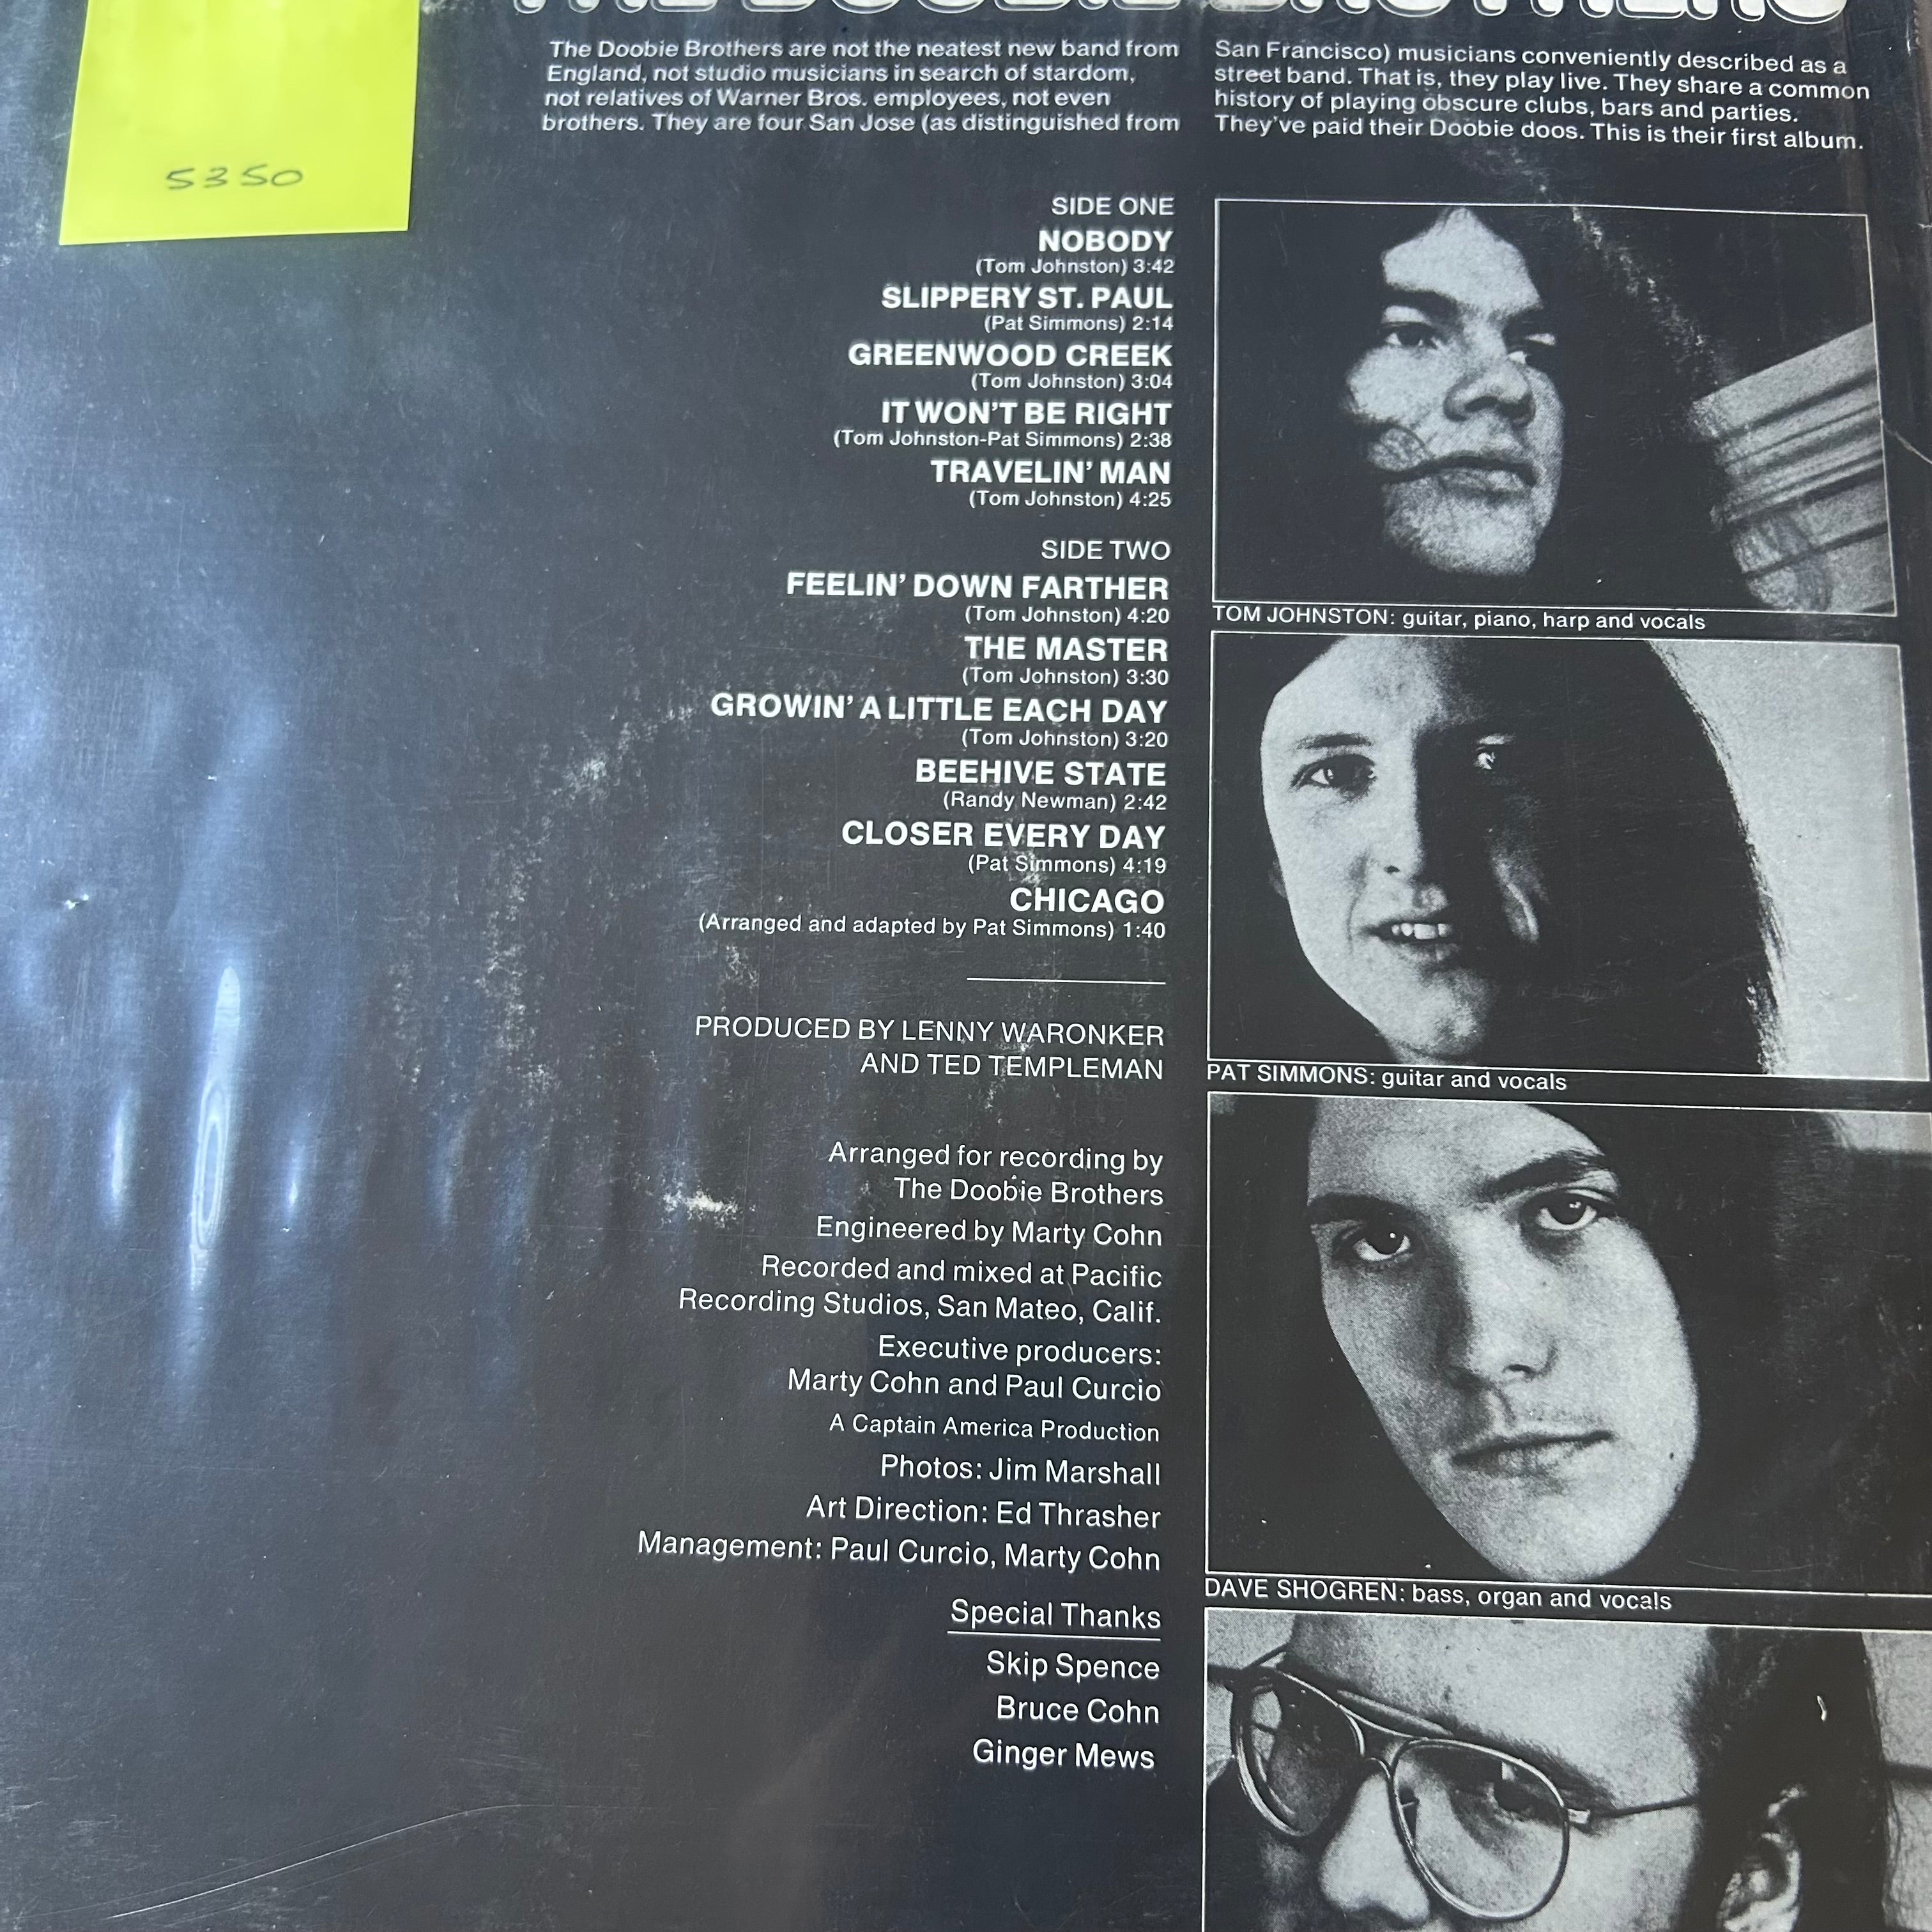 THE DOOBIE BROTHERS
5350
The Doobie Brothers are not the neatest new band from
England, not studio musicians in search of stardom,
not relatives of Warner Bros. employees, not even
brothers. They are four San Jose (as distinguished from
San Francisco) musicians conveniently described as a
street band. That is, they play live. They share a common
history of playing obscure clubs, bars and parties.
They've paid their Doobie doos. This is their first album.
SIDE ONE
NOBODY
(Tom Johnston) 3:42
SLIPPERY ST. PAUL
(Pat Simmons) 2:14
GREENWOOD CREEK
(Tom Johnston) 3:04
IT WON'T BE RIGHT
(Tom Johnston-Pat Simmons) 2:38
TRAVELIN' MAN
(Tom Johnston) 4:25
SIDE TWO
FEELIN' DOWN FARTHER
(Tom Johnston) 4:20
THE MASTER
(Tom Johnston) 3:30
GROWIN' A LITTLE EACH DAY
(Tom Johnston) 3:20
BEEHIVE STATE
(Randy Newman) 2:42
CLOSER EVERY DAY
(Pat Simmons) 4:19
CHICAGO
(Arranged and adapted by Pat Simmons) 1:40
PRODUCED BY LENNY WARONKER
AND TED TEMPLEMAN
Arranged for recording by
The Doobie Brothers
Engineered by Marty Cohn
Recorded and mixed at Pacific
Recording Studios, San Mateo, Calif.
Executive producers:
Marty Cohn and Paul Curcio
A Captain America Production
Photos: Jim Marshall
Art Direction: Ed Thrasher
Management: Paul Curcio, Marty Cohn
Special Thanks
Skip Spence
Bruce Cohn
Ginger Mews
TOM JOHNSTON: guitar, piano, harp and vocals
PAT SIMMONS: guitar and vocals
DAVE SHOGREN: bass, organ and vocals